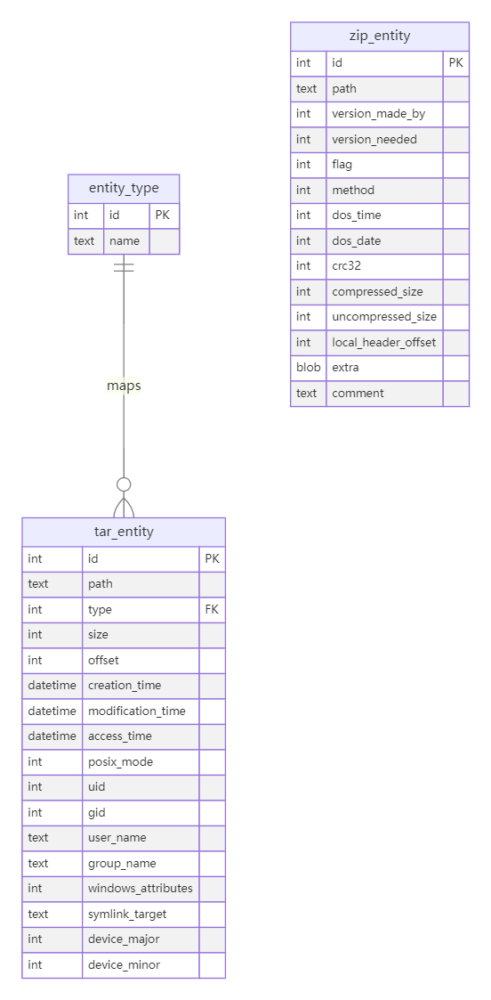 zip_entity
int id PK
text path
int version_made_by
int version_needed
int flag
int method
int dos_time
int dos_date
int crc32
int compressed_size
int uncompressed_size
int local_header_offset
blob extra
text comment
entity_type
int id PK
text name
maps
tar_entity
int id PK
text path
int type FK
int size
int offset
datetime creation_time
datetime modification_time
datetime access_time
int posix_mode
int uid
int gid
text user_name
text group_name
int windows_attributes
text symlink_target
int device_major
int device_minor